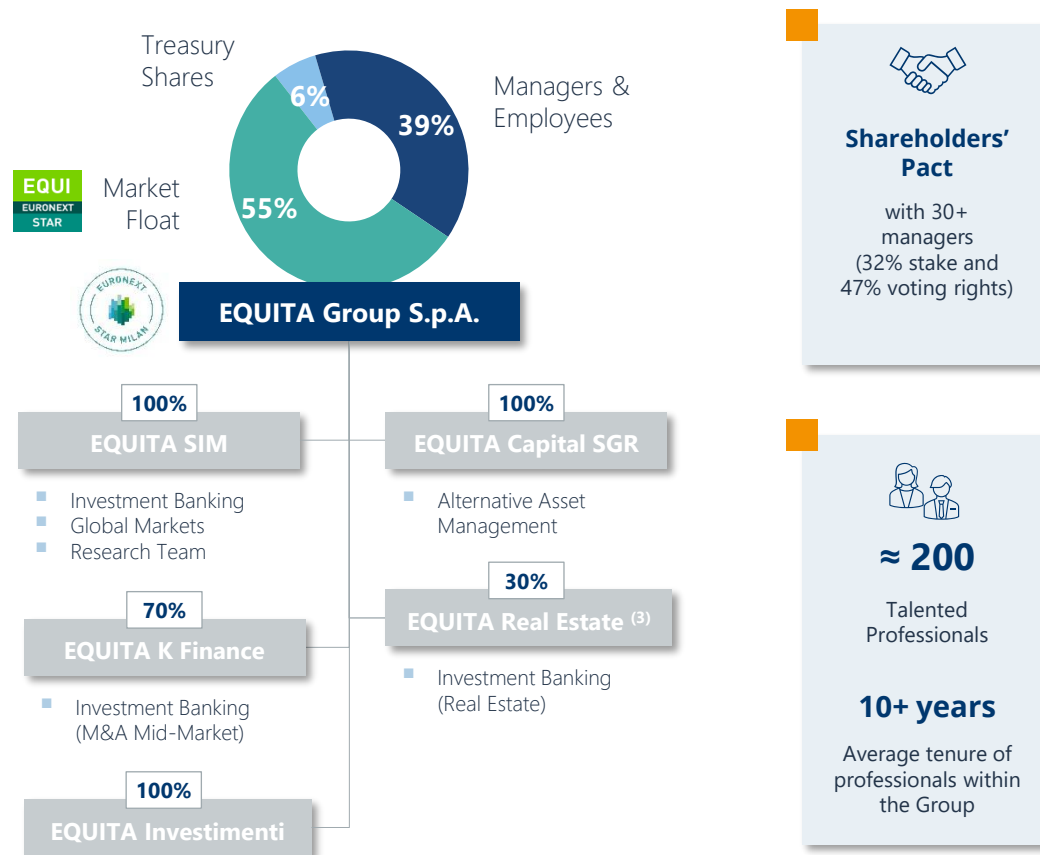 Treasury
Shares
6%
Managers &
Employees
39%
EQUI
EURONEXT
STAR
Market
Float
55%
EURONEXT
STAR MILAN
EQUITA Group S.p.A.
100%
EQUITA SIM
Investment Banking
Global Markets
Research Team
100%
EQUITA Capital SGR
Alternative Asset
Management
70%
EQUITA K Finance
Investment Banking
(M&A Mid-Market)
30%
EQUITA Real Estate (3)
Investment Banking
(Real Estate)
100%
EQUITA Investimenti
Shareholders’
Pact
with 30+
managers
(32% stake and
47% voting rights)
≈ 200
Talented
Professionals
10+ years
Average tenure of
professionals within
the Group